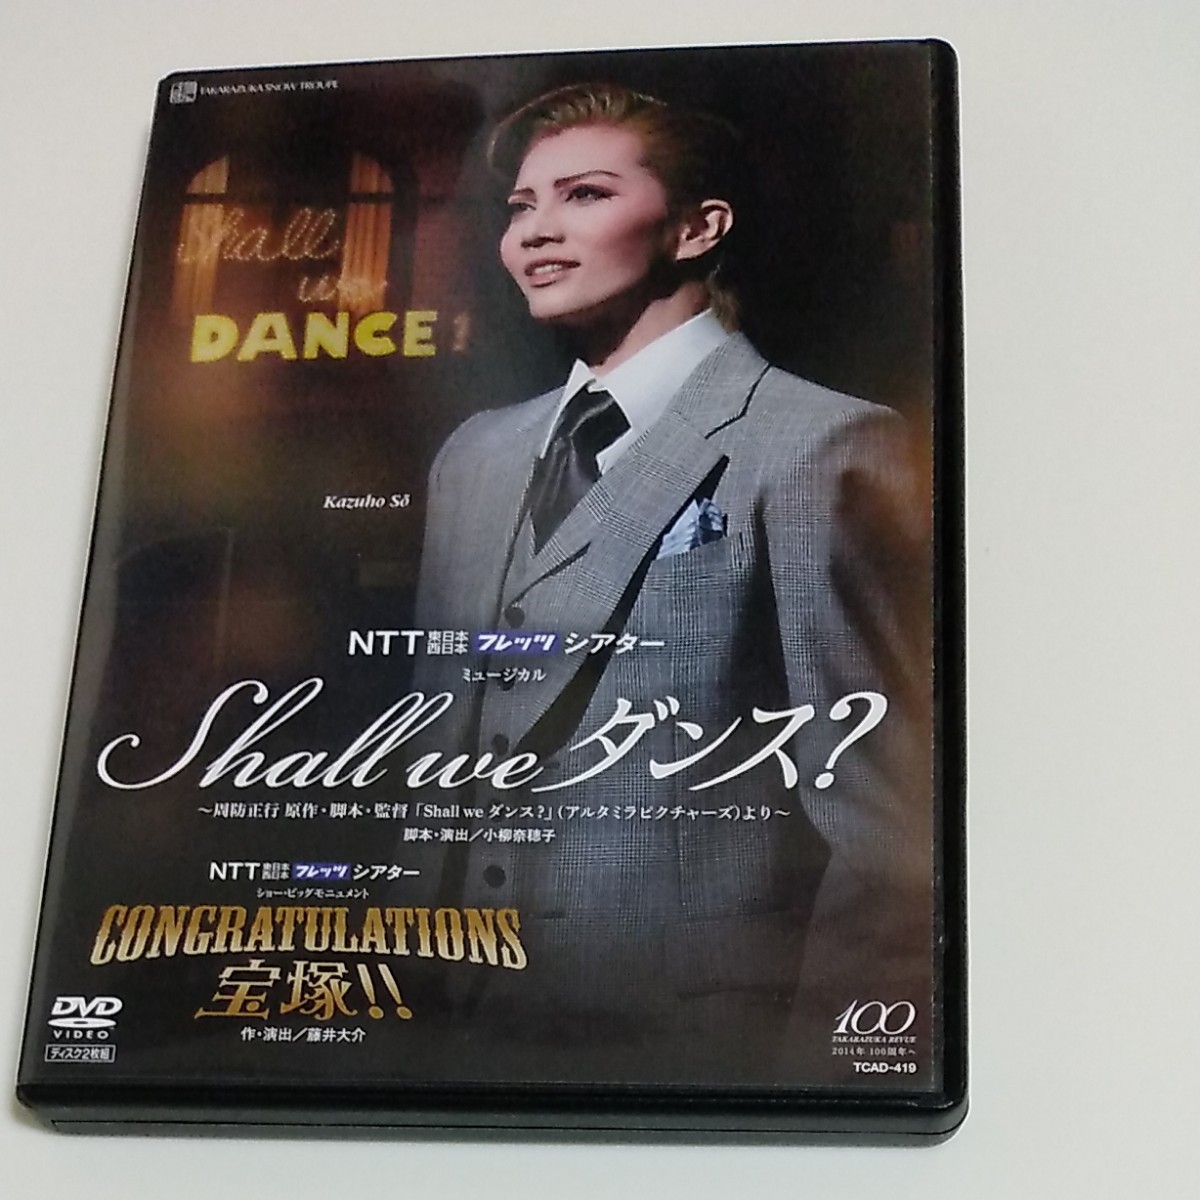 TAKARAZUKA SNOW TROUPE
Shall
we
DANCE?
Kazuho Sō
NTT 東日本 西日本 フレッツ シアター
ミュージカル
Shall we ダンス?
～周防正行 原作・脚本・監督「Shall we ダンス?」(アルタミラピクチャーズ)より～
脚本・演出／小柳奈穂子
NTT 東日本 西日本 フレッツ シアター
ショー・ビッグモニュメント
CONGRATULATIONS
宝塚!!
作・演出／藤井大介
DVD
VIDEO
ディスク2枚組
100
TAKARAZUKA REVUE
2014年 100周年へ
TCAD-419